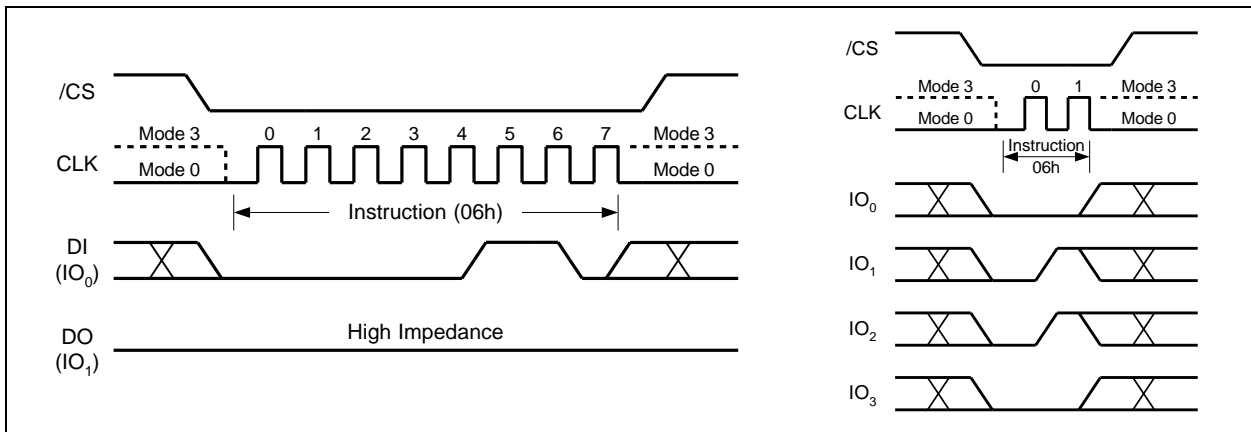 /CS
Mode 3 0 1 2 3 4 5 6 7 Mode 3
CLK
Mode 0 Mode 0
Instruction (06h)
DI
(IO0)
High Impedance
DO
(IO1)
/CS
Mode 3 0 1 Mode 3
CLK
Mode 0 Mode 0
Instruction
06h
IO0
IO1
IO2
IO3